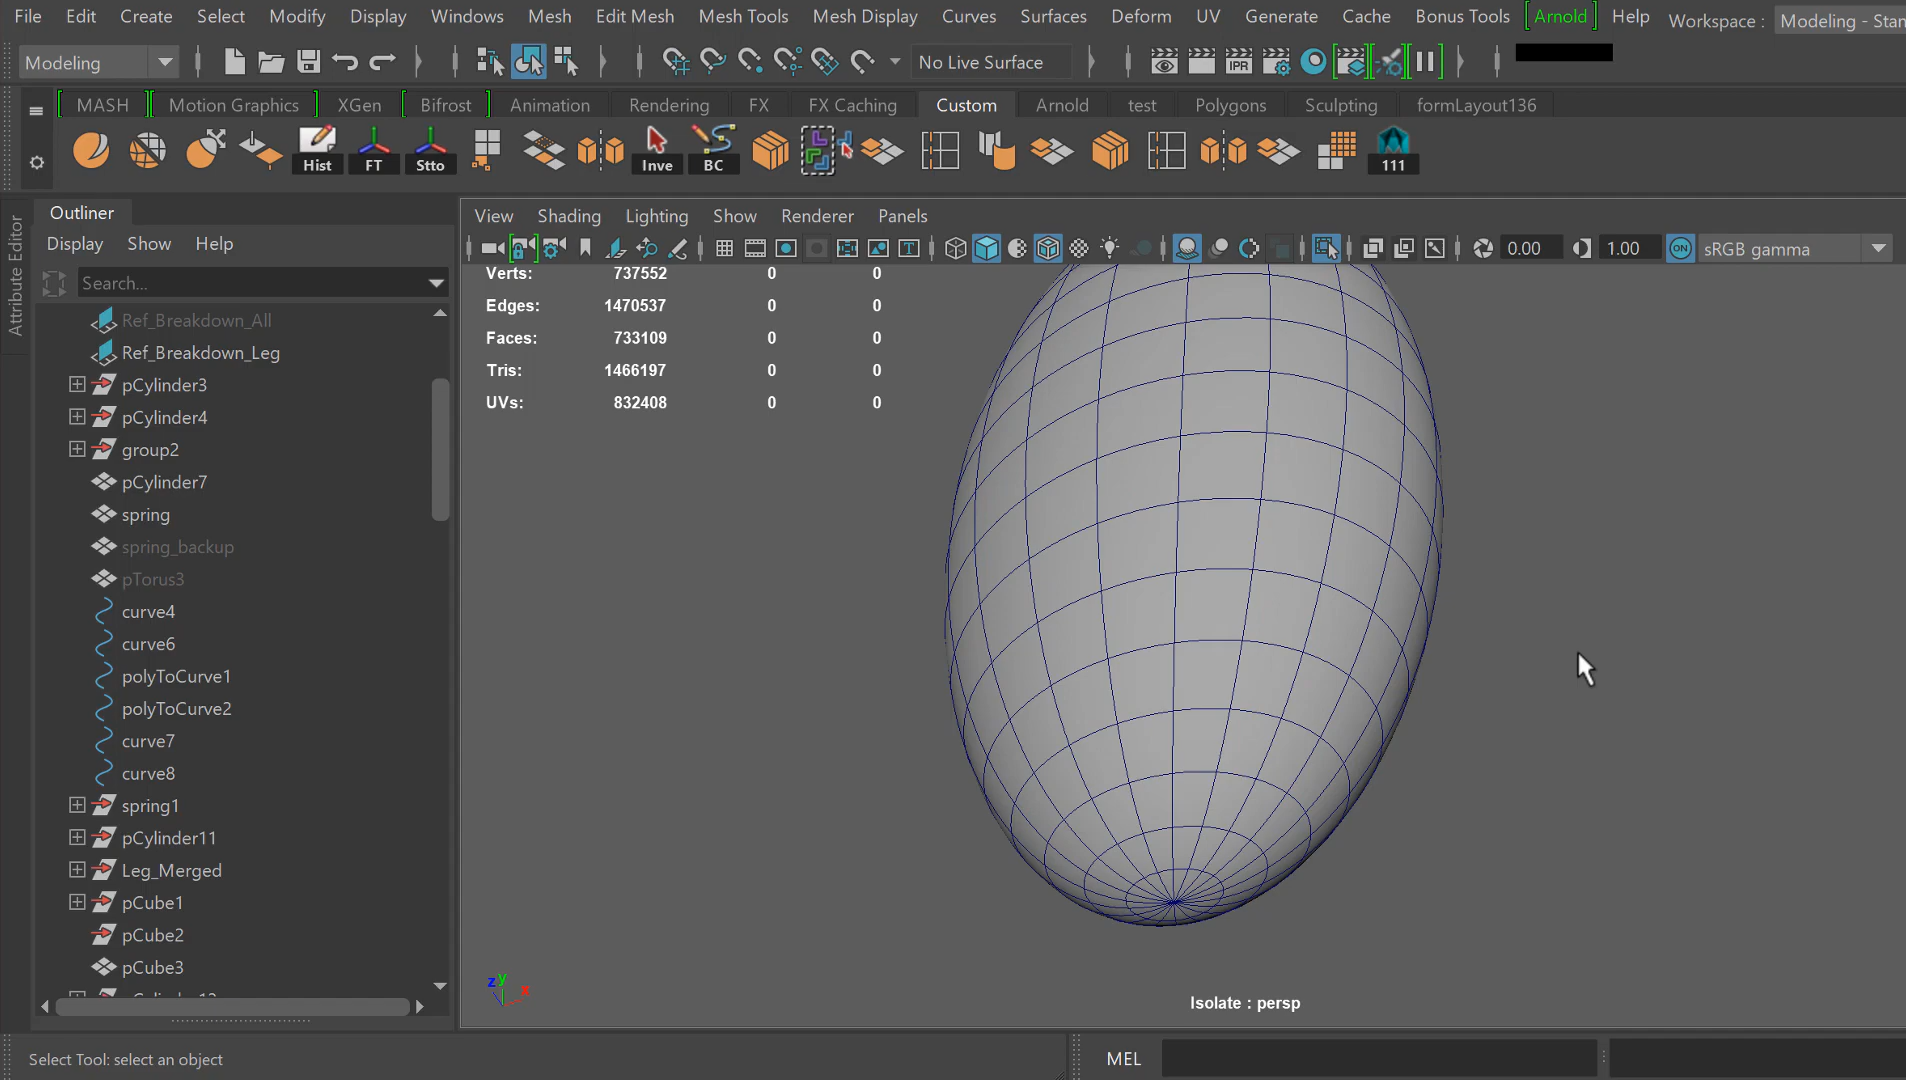 File Edit Create Select Modify Display Windows Mesh Edit Mesh Mesh Tools Mesh Display Curves Surfaces Deform UV Generate Cache Bonus Tools Arnold Help Workspace : Modeling - Stan
Modeling No Live Surface IPR
MASH Motion Graphics XGen Bifrost Animation Rendering FX FX Caching Custom Arnold test Polygons Sculpting formLayout136
Hist FT Stto Inve BC 111
Attribute Editor
Outliner
Display Show Help
Search...
Ref_Breakdown_All
Ref_Breakdown_Leg
pCylinder3
pCylinder4
group2
pCylinder7
spring
spring_backup
pTorus3
curve4
curve6
polyToCurve1
polyToCurve2
curve7
curve8
spring1
pCylinder11
Leg_Merged
pCube1
pCube2
pCube3
View Shading Lighting Show Renderer Panels
T 0.00 1.00 ON sRGB gamma
Verts: 737552 0 0
Edges: 1470537 0 0
Faces: 733109 0 0
Tris: 1466197 0 0
UVs: 832408 0 0
z y x
Isolate : persp
Select Tool: select an object
MEL